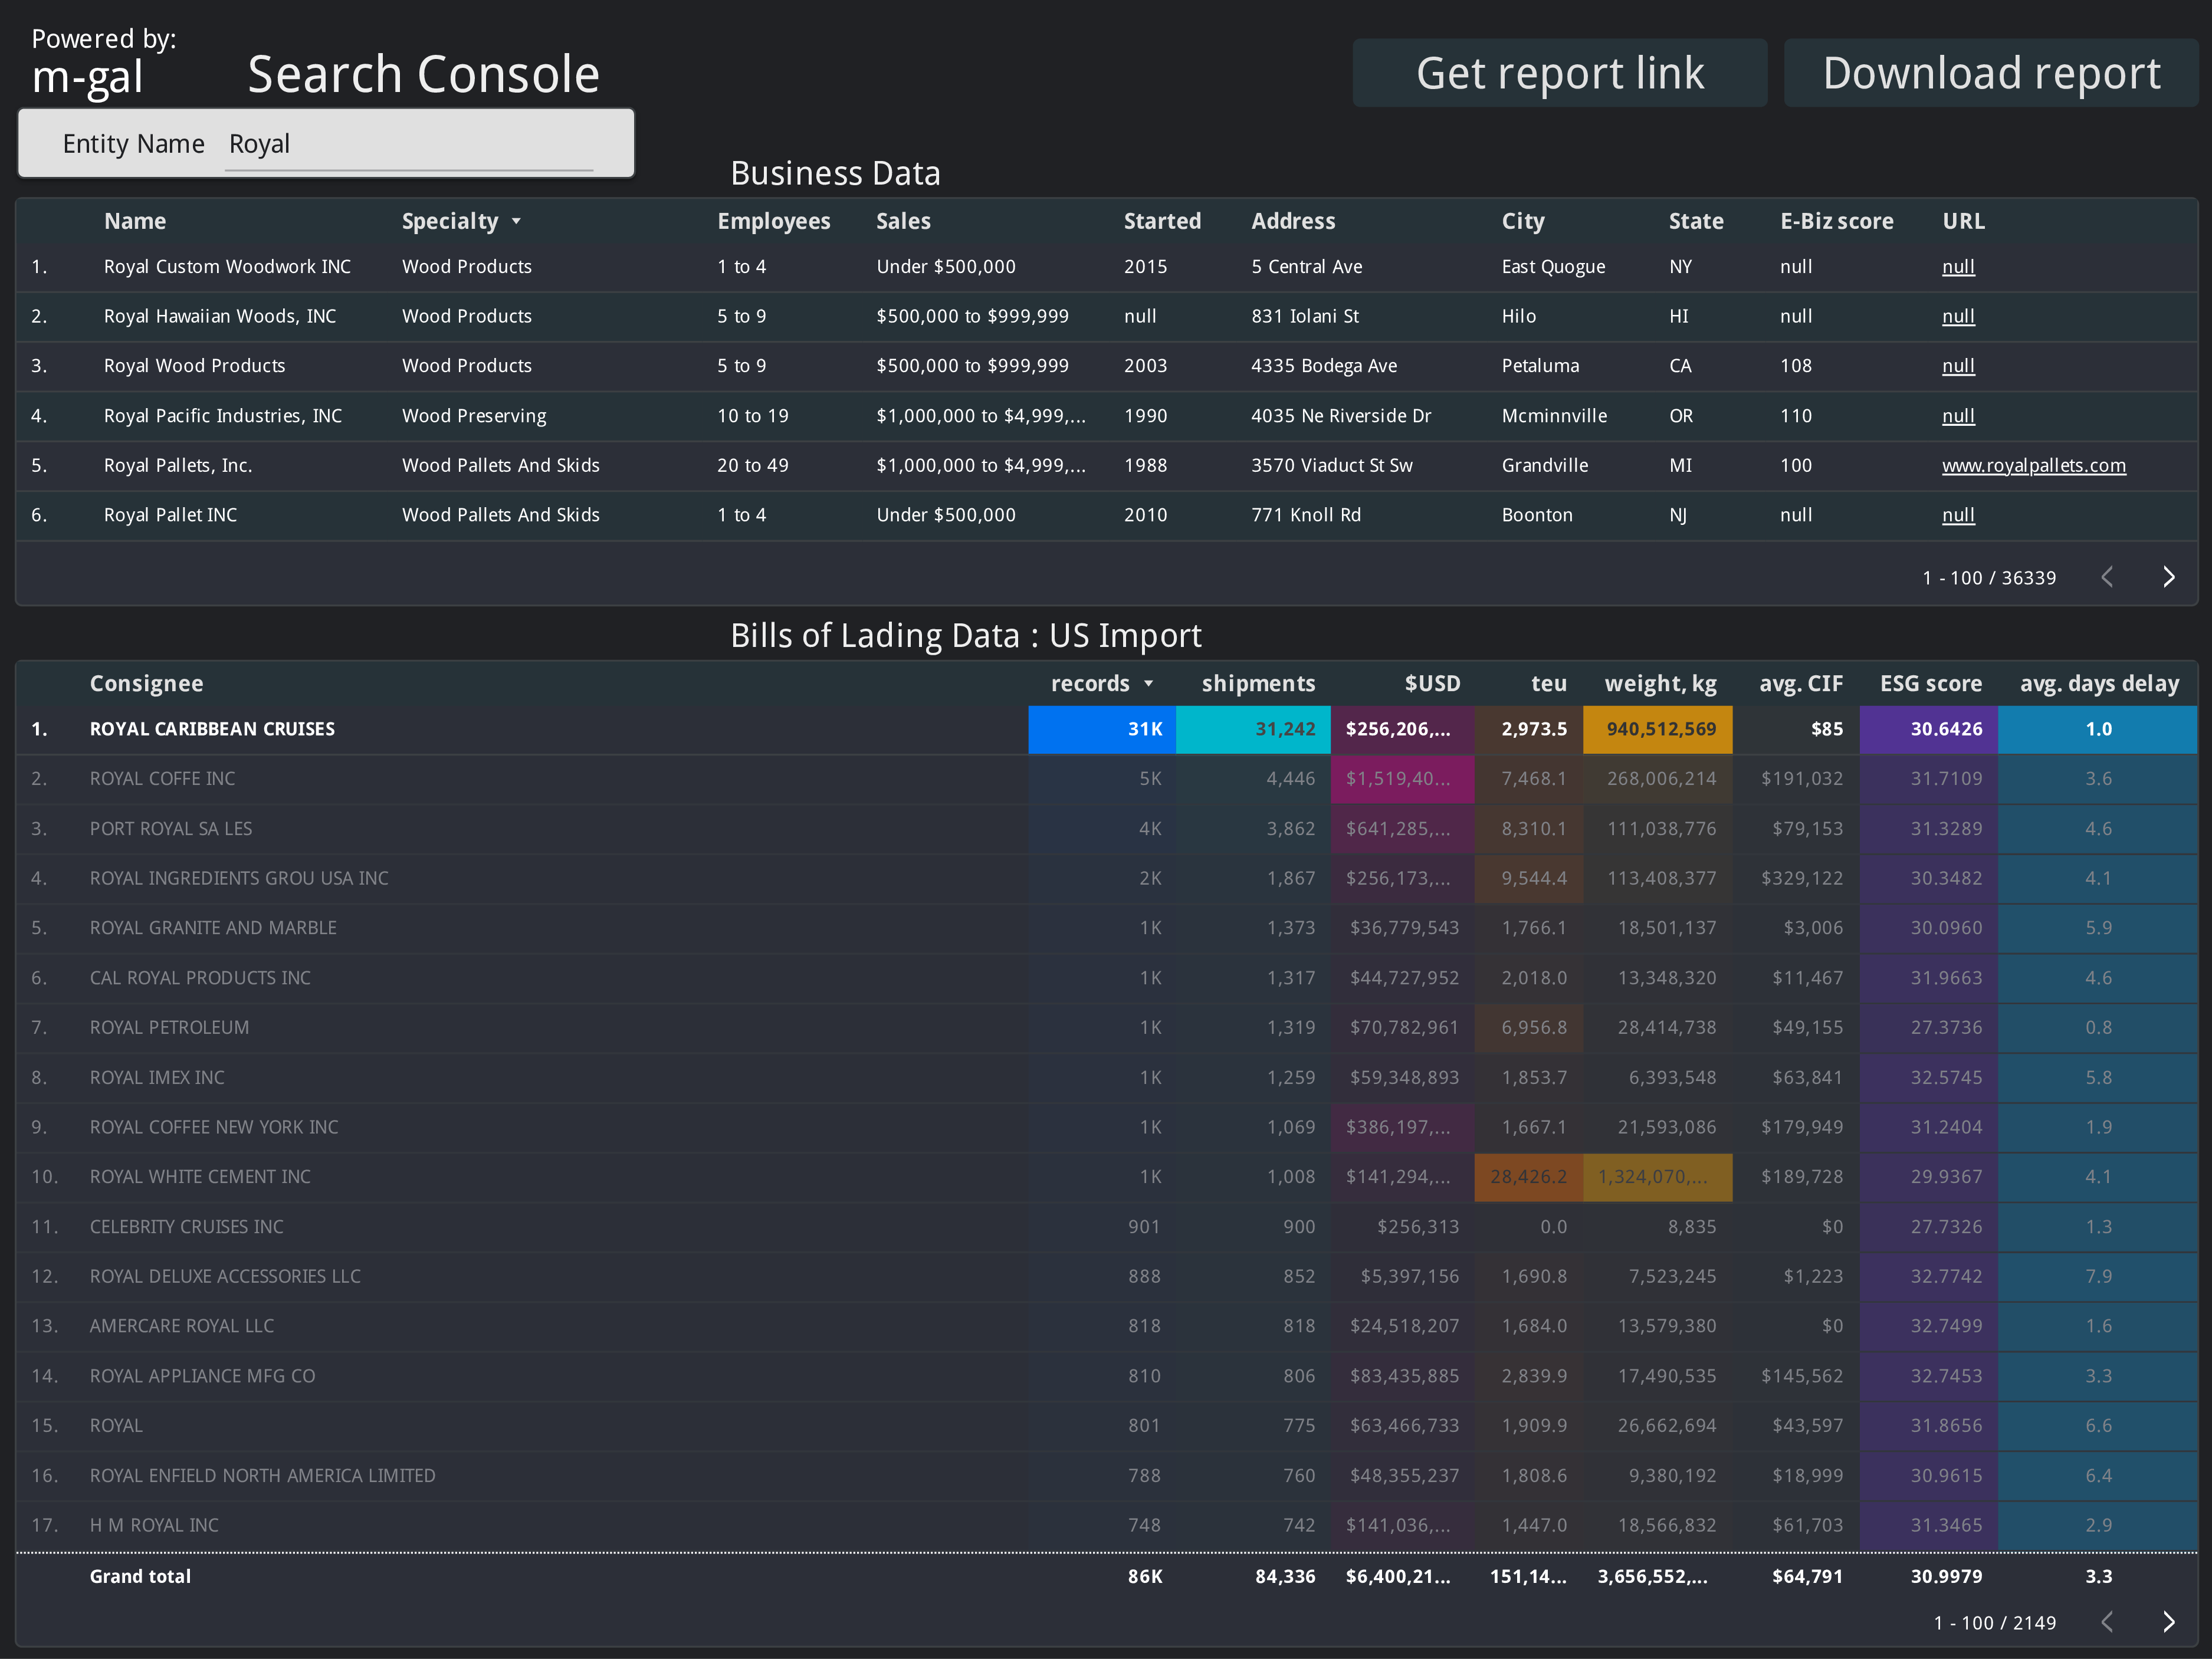 Powered by:
m-gal Search Console Get report link Download report
Entity Name Royal
Business Data
Name Specialty Employees Sales Started Address City State E-Biz score URL
1. Royal Custom Woodwork INC Wood Products 1 to 4 Under $500,000 2015 5 Central Ave East Quogue NY null null
2. Royal Hawaiian Woods, INC Wood Products 5 to 9 $500,000 to $999,999 null 831 Iolani St Hilo HI null null
3. Royal Wood Products Wood Products 5 to 9 $500,000 to $999,999 2003 4335 Bodega Ave Petaluma CA 108 null
4. Royal Pacific Industries, INC Wood Preserving 10 to 19 $1,000,000 to $4,999,... 1990 4035 Ne Riverside Dr Mcminnville OR 110 null
5. Royal Pallets, Inc. Wood Pallets And Skids 20 to 49 $1,000,000 to $4,999,... 1988 3570 Viaduct St Sw Grandville MI 100 www.royalpallets.com
6. Royal Pallet INC Wood Pallets And Skids 1 to 4 Under $500,000 2010 771 Knoll Rd Boonton NJ null null
1 - 100 / 36339
Bills of Lading Data : US Import
Consignee records shipments $USD teu weight, kg avg. CIF ESG score avg. days delay
1. ROYAL CARIBBEAN CRUISES 31K 31,242 $256,206,... 2,973.5 940,512,569 $85 30.6426 1.0
2. ROYAL COFFE INC 5K 4,446 $1,519,40... 7,468.1 268,006,214 $191,032 31.7109 3.6
3. PORT ROYAL SA LES 4K 3,862 $641,285,... 8,310.1 111,038,776 $79,153 31.3289 4.6
4. ROYAL INGREDIENTS GROU USA INC 2K 1,867 $256,173,... 9,544.4 113,408,377 $329,122 30.3482 4.1
5. ROYAL GRANITE AND MARBLE 1K 1,373 $36,779,543 1,766.1 18,501,137 $3,006 30.0960 5.9
6. CAL ROYAL PRODUCTS INC 1K 1,317 $44,727,952 2,018.0 13,348,320 $11,467 31.9663 4.6
7. ROYAL PETROLEUM 1K 1,319 $70,782,961 6,956.8 28,414,738 $49,155 27.3736 0.8
8. ROYAL IMEX INC 1K 1,259 $59,348,893 1,853.7 6,393,548 $63,841 32.5745 5.8
9. ROYAL COFFEE NEW YORK INC 1K 1,069 $386,197,... 1,667.1 21,593,086 $179,949 31.2404 1.9
10. ROYAL WHITE CEMENT INC 1K 1,008 $141,294,... 28,426.2 1,324,070,... $189,728 29.9367 4.1
11. CELEBRITY CRUISES INC 901 900 $256,313 0.0 8,835 $0 27.7326 1.3
12. ROYAL DELUXE ACCESSORIES LLC 888 852 $5,397,156 1,690.8 7,523,245 $1,223 32.7742 7.9
13. AMERCARE ROYAL LLC 818 818 $24,518,207 1,684.0 13,579,380 $0 32.7499 1.6
14. ROYAL APPLIANCE MFG CO 810 806 $83,435,885 2,839.9 17,490,535 $145,562 32.7453 3.3
15. ROYAL 801 775 $63,466,733 1,909.9 26,662,694 $43,597 31.8656 6.6
16. ROYAL ENFIELD NORTH AMERICA LIMITED 788 760 $48,355,237 1,808.6 9,380,192 $18,999 30.9615 6.4
17. H M ROYAL INC 748 742 $141,036,... 1,447.0 18,566,832 $61,703 31.3465 2.9
Grand total 86K 84,336 $6,400,21... 151,14... 3,656,552,... $64,791 30.9979 3.3
1 - 100 / 2149